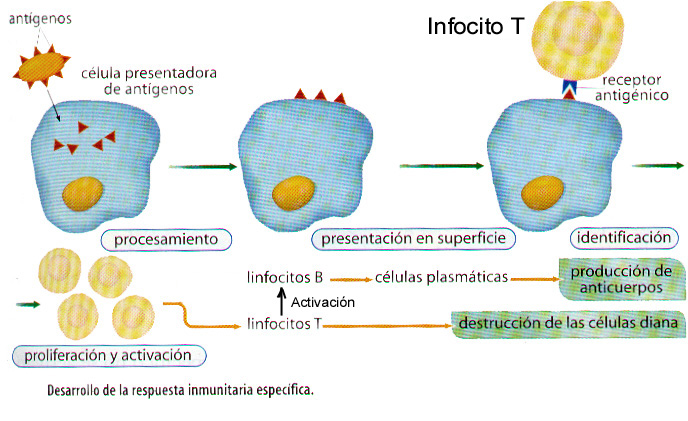 antígenos
Infocito T
célula presentadora
de antígenos
receptor
antigénico
procesamiento
presentación en superficie
identificación
linfocitos B
células plasmáticas
producción de
anticuerpos
Activación
linfocitos T
destrucción de las células diana
proliferación y activación
Desarrollo de la respuesta inmunitaria específica.